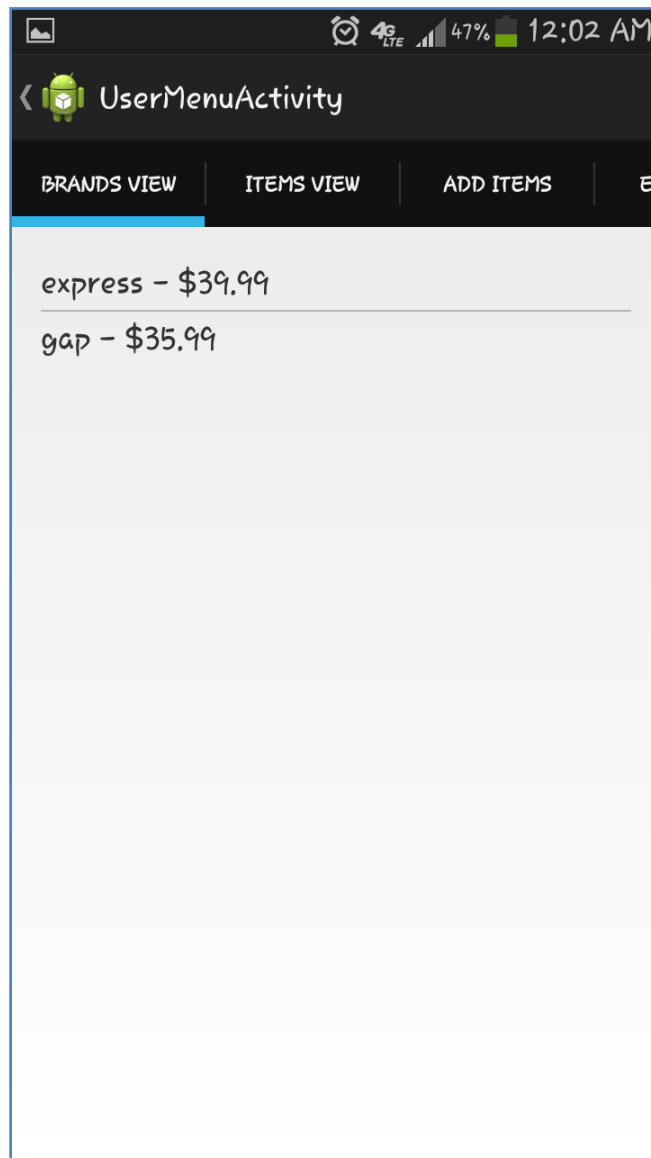 4G LTE 47% 12:02 AM
UserMenuActivity
BRANDS VIEW ITEMS VIEW ADD ITEMS
express - $39.99
gap - $35.99